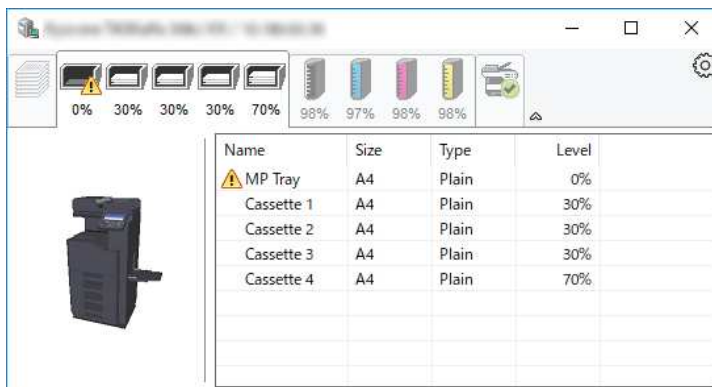 0% 30% 30% 30% 70% 98% 97% 98% 98%
Name Size Type Level
MP Tray A4 Plain 0%
Cassette 1 A4 Plain 30%
Cassette 2 A4 Plain 30%
Cassette 3 A4 Plain 30%
Cassette 4 A4 Plain 70%